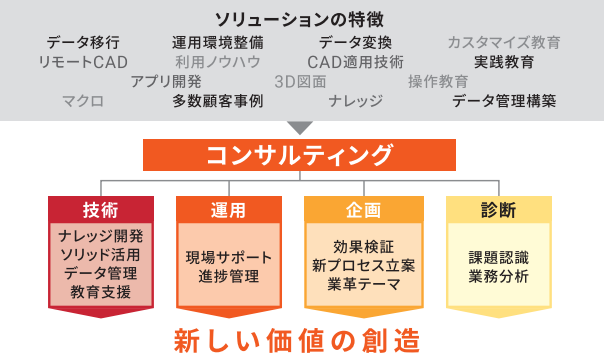 ソリューションの特徴
データ移行 運用環境整備 データ変換 カスタマイズ教育
リモートCAD 利用ノウハウ CAD適用技術 実践教育
アプリ開発 3D図面 操作教育
マクロ 多数顧客事例 ナレッジ データ管理構築
コンサルティング
技術
ナレッジ開発
ソリッド活用
データ管理
教育支援
運用
現場サポート
進捗管理
企画
効果検証
新プロセス立案
業革テーマ
診断
課題認識
業務分析
新しい価値の創造